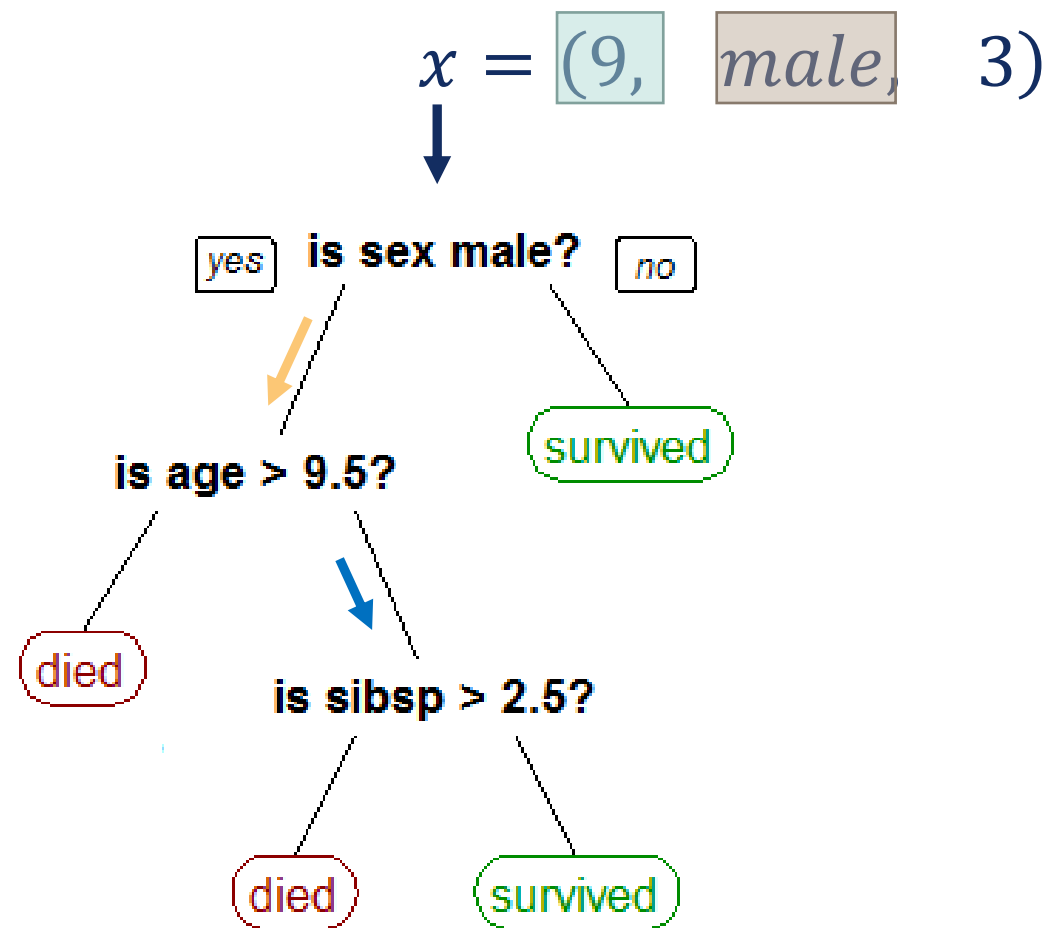 x = (9, male, 3)
yes is sex male? no
survived
is age > 9.5?
died
is sibsp > 2.5?
died survived